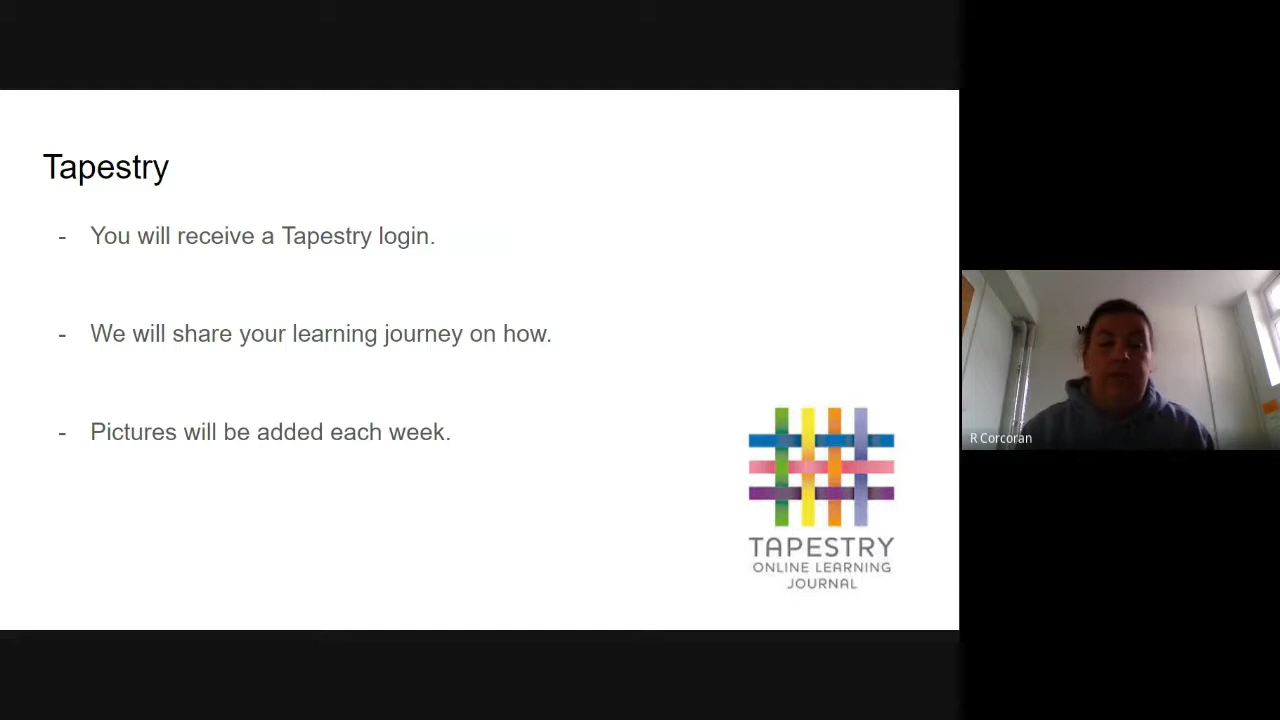 Tapestry
- You will receive a Tapestry login.
- We will share your learning journey on how.
- Pictures will be added each week.
TAPESTRY
ONLINE LEARNING
JOURNAL
R Corcoran